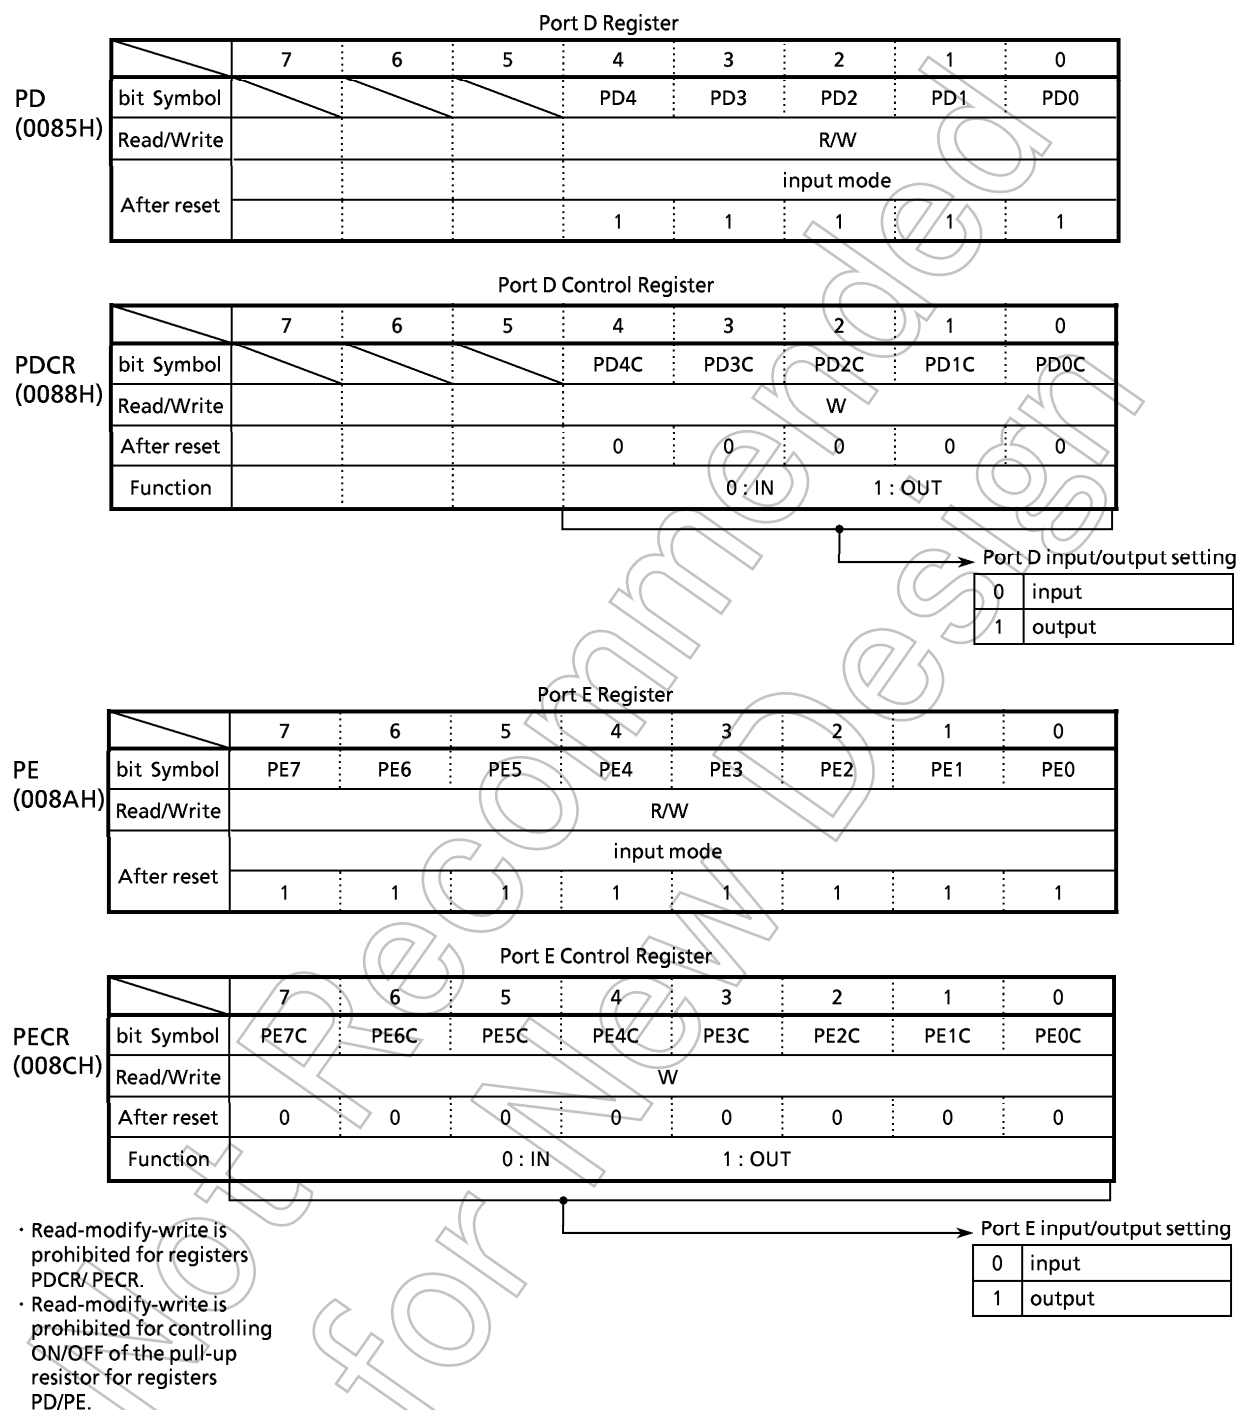 Port D Register
7 6 5 4 3 2 1 0
PD
(0085H)
bit Symbol PD4 PD3 PD2 PD1 PD0
Read/Write R/W
After reset
input mode
1 1 1 1 1
Port D Control Register
7 6 5 4 3 2 1 0
PDCR
(0088H)
bit Symbol PD4C PD3C PD2C PD1C PD0C
Read/Write W
After reset 0 0 0 0 0
Function 0 : IN 1 : OUT
Port D input/output setting
0 input
1 output
Port E Register
7 6 5 4 3 2 1 0
PE
(008AH)
bit Symbol PE7 PE6 PE5 PE4 PE3 PE2 PE1 PE0
Read/Write R/W
After reset
input mode
1 1 1 1 1 1 1 1
Port E Control Register
7 6 5 4 3 2 1 0
PECR
(008CH)
bit Symbol PE7C PE6C PE5C PE4C PE3C PE2C PE1C PE0C
Read/Write W
After reset 0 0 0 0 0 0 0 0
Function 0 : IN 1 : OUT
Port E input/output setting
0 input
1 output
· Read-modify-write is
prohibited for registers
PDCR/ PECR.
· Read-modify-write is
prohibited for controlling
ON/OFF of the pull-up
resistor for registers
PD/PE.
Not Recommended
for New Design